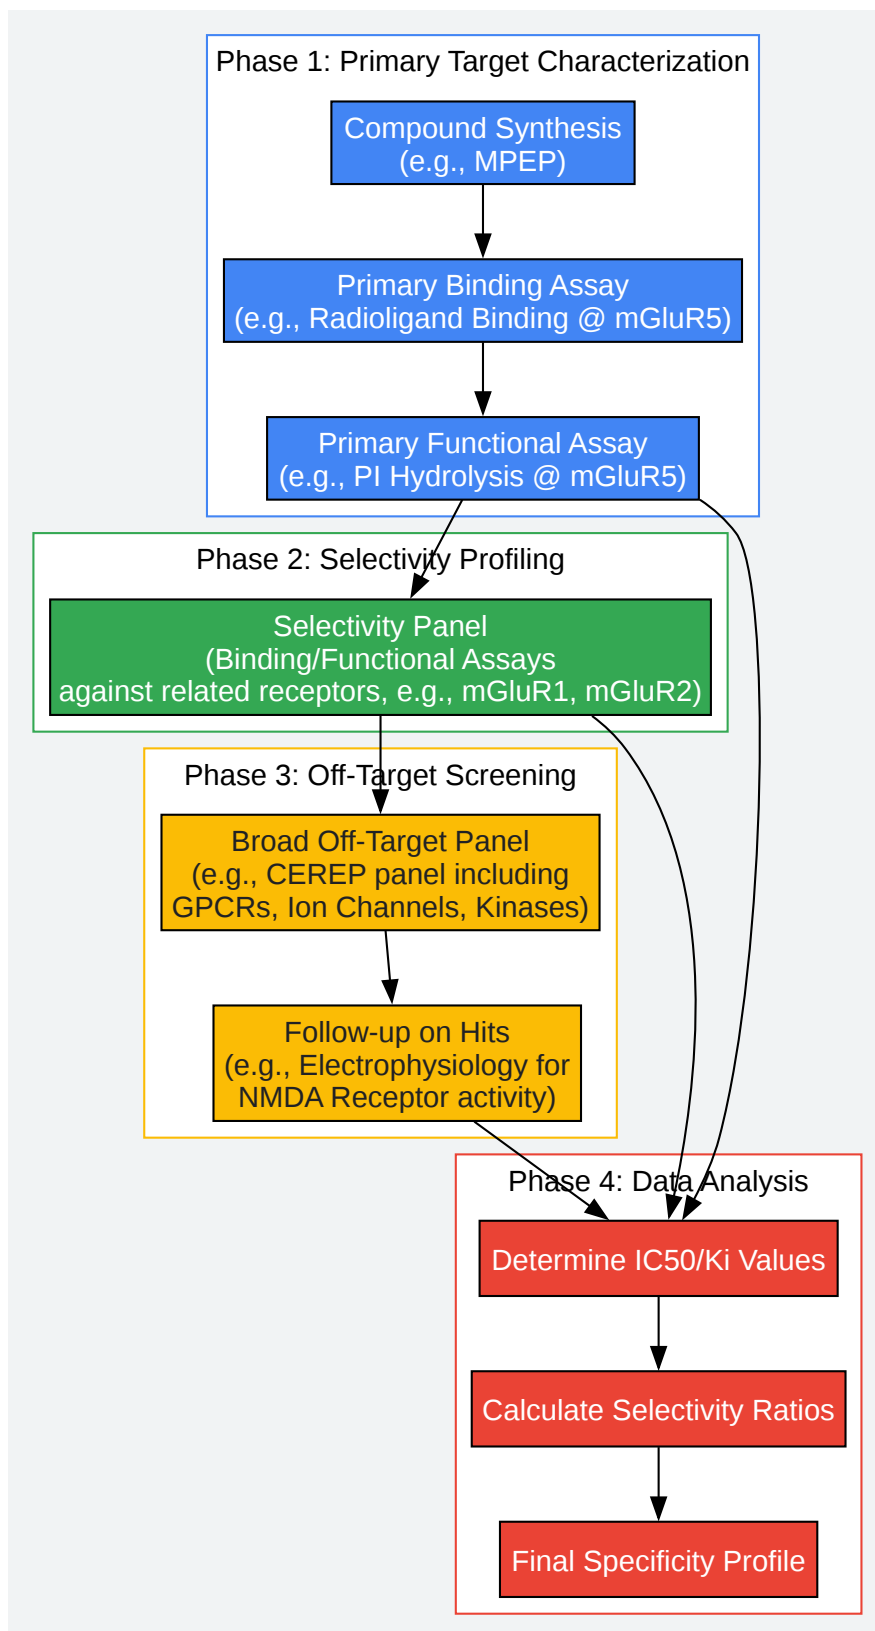 Phase 1: Primary Target Characterization
Compound Synthesis
(e.g., MPEP)
Primary Binding Assay
(e.g., Radioligand Binding @ mGluR5)
Primary Functional Assay
(e.g., PI Hydrolysis @ mGluR5)
Phase 2: Selectivity Profiling
Selectivity Panel
(Binding/Functional Assays
against related receptors, e.g., mGluR1, mGluR2)
Phase 3: Off-Target Screening
Broad Off-Target Panel
(e.g., CEREP panel including
GPCRs, Ion Channels, Kinases)
Follow-up on Hits
(e.g., Electrophysiology for
NMDA Receptor activity)
Phase 4: Data Analysis
Determine IC50/Ki Values
Calculate Selectivity Ratios
Final Specificity Profile